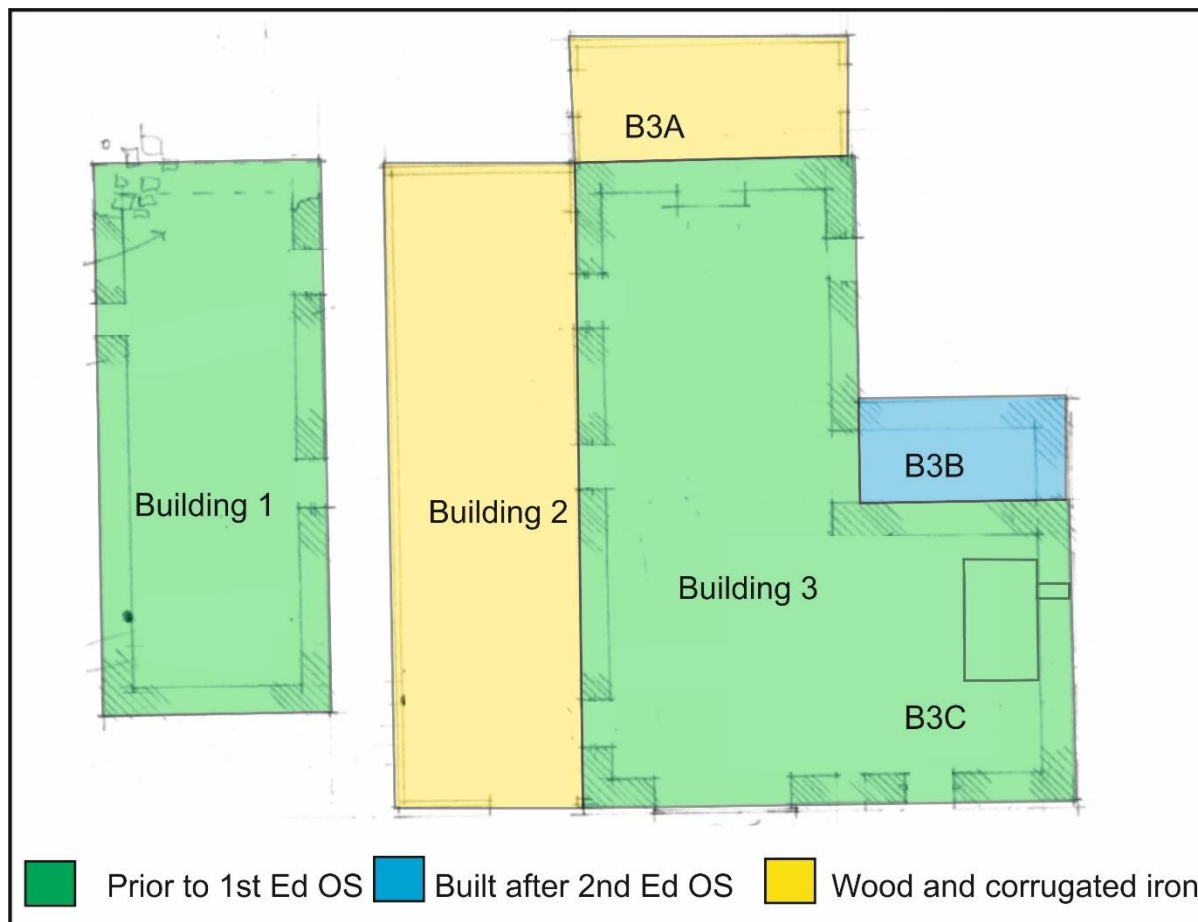 B3A
Building 1
Building 2
Building 3
B3B
B3C
Prior to 1st Ed OS
Built after 2nd Ed OS
Wood and corrugated iron